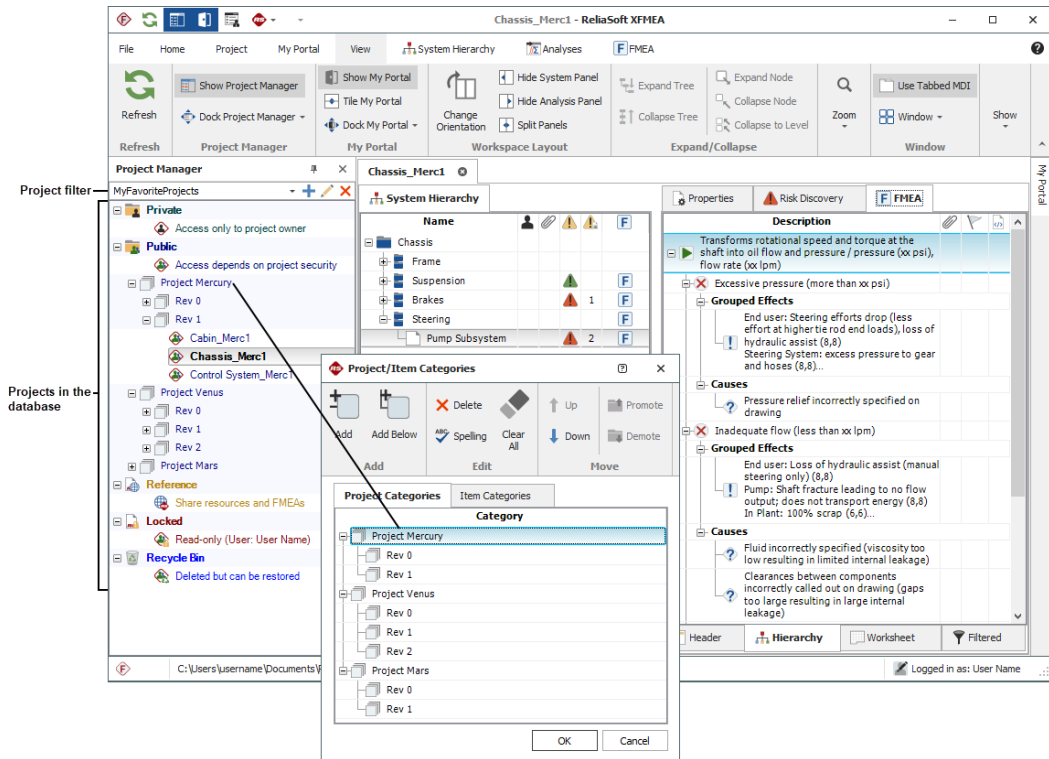 Chassis_Merc1 - ReliaSoft XFMEA
File Home Project My Portal View System Hierarchy Analyses FMEA
Refresh
Show Project Manager
Dock Project Manager
Show My Portal
Tile My Portal
Dock My Portal
Change
Orientation
Hide System Panel
Hide Analysis Panel
Split Panels
Expand Tree
Collapse Tree
Expand Node
Collapse Node
Collapse to Level
Zoom
Use Tabbed MDI
Window
Show
Refresh Project Manager My Portal Workspace Layout Expand/Collapse Window
My Portal
Project filter
Projects in the
database
Project Manager
MyFavoriteProjects
Private
Access only to project owner
Public
Access depends on project security
Project Mercury
Rev 0
Rev 1
Cabin_Merc1
Chassis_Merc1
Control System_Merc1
Project Venus
Rev 0
Rev 1
Rev 2
Project Mars
Reference
Share resources and FMEAs
Locked
Read-only (User: User Name)
Recycle Bin
Deleted but can be restored
Chassis_Merc1
System Hierarchy
Name
Chassis
Frame
Suspension
Brakes 1
Steering
Pump Subsystem 2
Properties Risk Discovery FMEA
Description
Transforms rotational speed and torque at the
shaft into oil flow and pressure / pressure (xx psi),
flow rate (xx lpm)
Excessive pressure (more than xx psi)
Grouped Effects
End user: Steering efforts drop (less
effort at higher tie rod end loads), loss of
hydraulic assist (8,8)
Steering System: excess pressure to gear
and hoses (8,8)...
Causes
Pressure relief incorrectly specified on
drawing
Inadequate flow (less than xx lpm)
Grouped Effects
End user: Loss of hydraulic assist (manual
steering only) (8,8)
Pump: Shaft fracture leading to no flow
output; does not transport energy (8,8)
In Plant: 100% scrap (6,6)...
Causes
Fluid incorrectly specified (viscosity too
low resulting in limited internal leakage)
Clearances between components
incorrectly called out on drawing (gaps
too large resulting in large internal
leakage)
Header Hierarchy Worksheet Filtered
Project/Item Categories
Add
Add Below
Delete
Spelling
Clear
All
Up
Down
Promote
Demote
Add Edit Move
Project Categories Item Categories
Category
Project Mercury
Rev 0
Rev 1
Project Venus
Rev 0
Rev 1
Rev 2
Project Mars
Rev 0
Rev 1
OK Cancel
C:\Users\username\Documents\
Logged in as: User Name